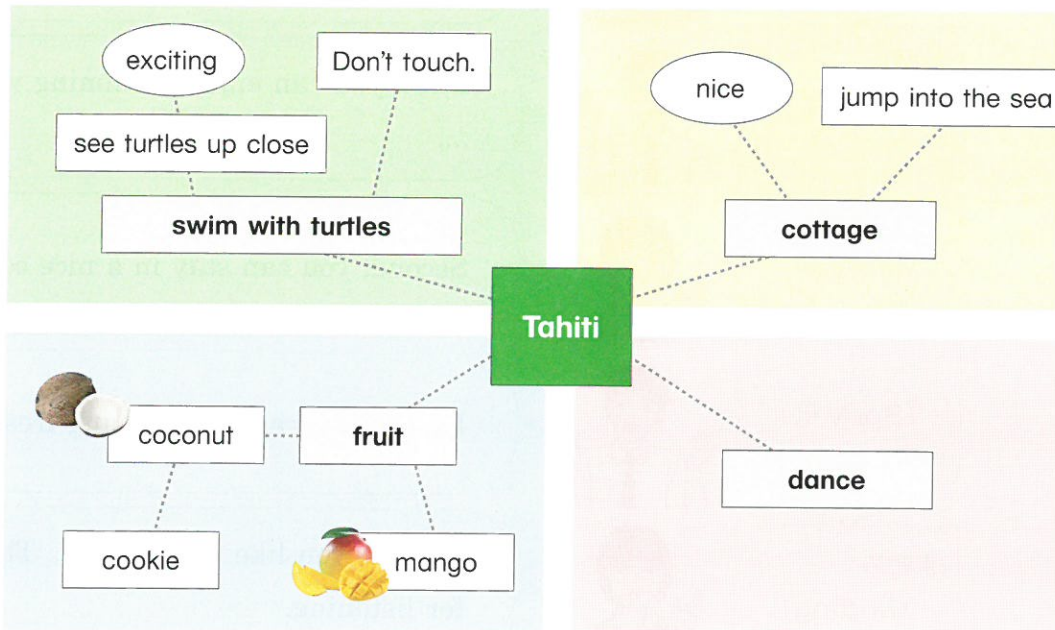 exciting
Don't touch.
see turtles up close
swim with turtles
nice
jump into the sea
cottage
Tahiti
coconut
fruit
cookie
mango
dance